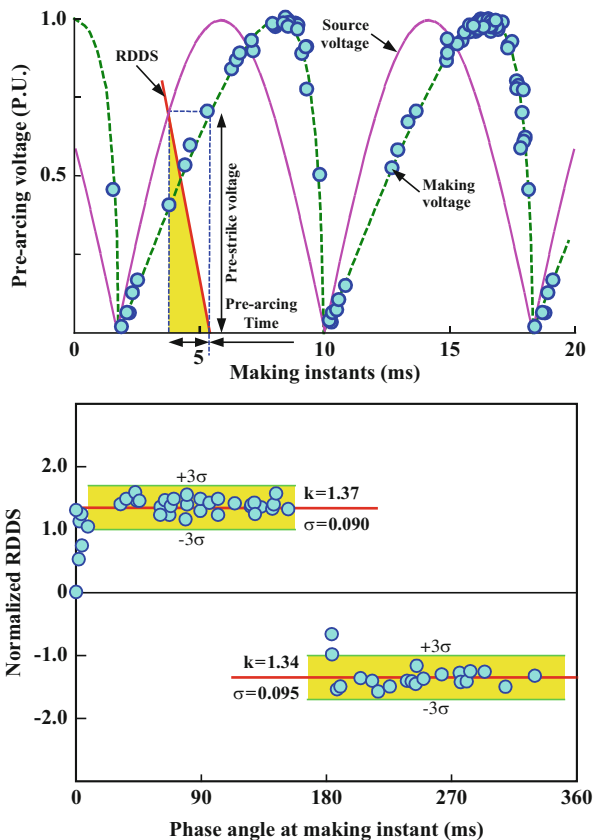 Pre-arcing voltage (P.U.)
1.0
0.5
RDDS
Source
voltage
Making
voltage
Pre-strike voltage
Pre-arcing
Time
0
5
10
15
20
Making instants (ms)
Normalized RDDS
2.0
1.0
0
-1.0
-2.0
+3σ
k=1.37
σ=0.090
-3σ
+3σ
k=1.34
σ=0.095
-3σ
90
180
270
360
Phase angle at making instant (ms)